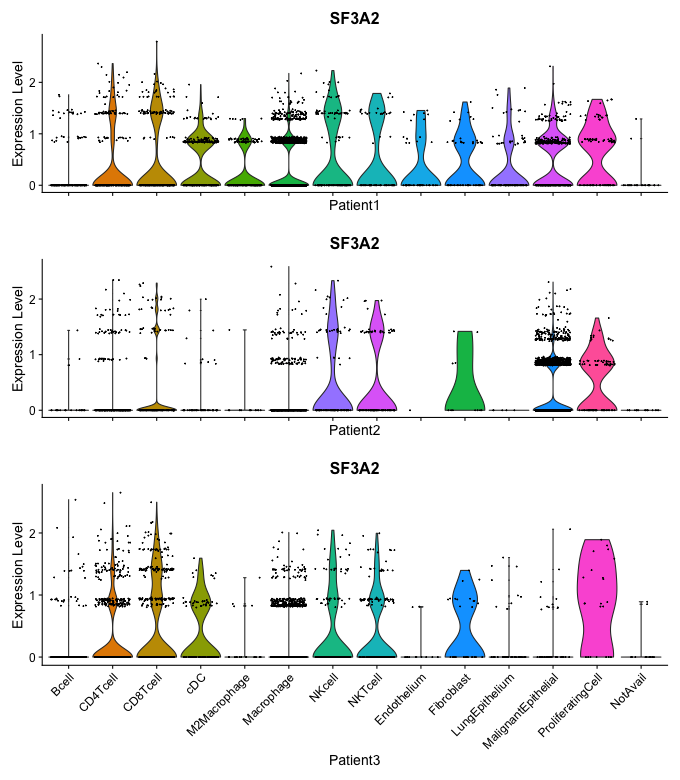 SF3A2
Expression Level
2
1
0
Patient1
SF3A2
Expression Level
2
1
0
Patient2
SF3A2
Expression Level
2
1
0
Bcell
CD4Tcell
CD8Tcell
cDC
M2Macrophage
Macrophage
NKcell
NKTcell
Endothelium
Fibroblast
LungEpithelium
MalignantEpithelial
ProliferatingCell
NotAvail
Patient3